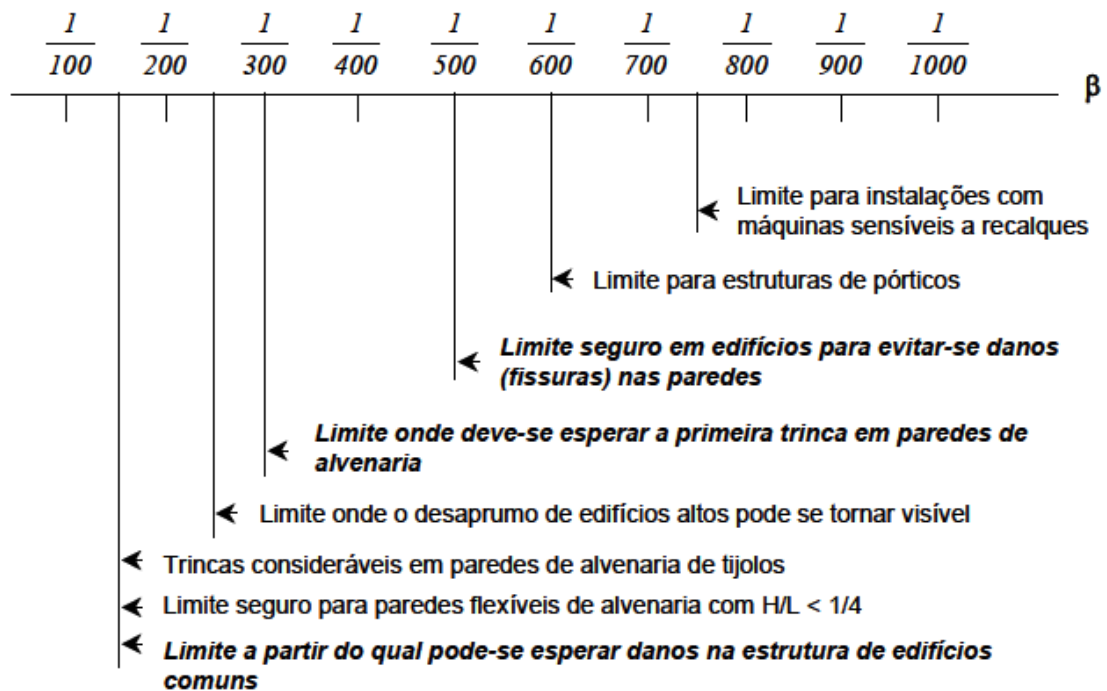 1/100 1/200 1/300 1/400 1/500 1/600 1/700 1/800 1/900 1/1000
β
Limite para instalações com
máquinas sensíveis a recalques
Limite para estruturas de pórticos
Limite seguro em edifícios para evitar-se danos
(fissuras) nas paredes
Limite onde deve-se esperar a primeira trinca em paredes de
alvenaria
Limite onde o desaprumo de edifícios altos pode se tornar visível
Trincas consideráveis em paredes de alvenaria de tijolos
Limite seguro para paredes flexíveis de alvenaria com H/L < 1/4
Limite a partir do qual pode-se esperar danos na estrutura de edifícios
comuns